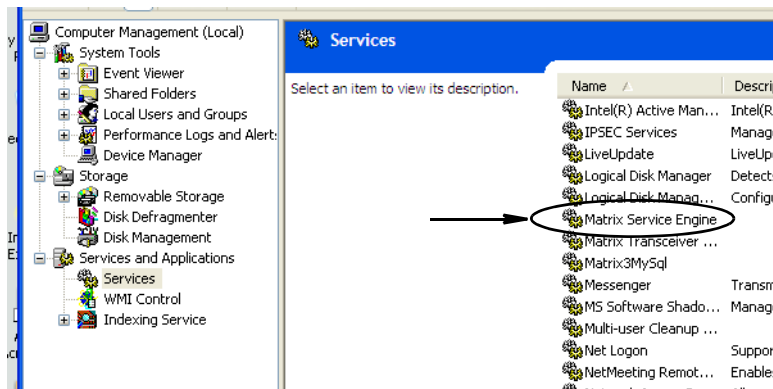 Computer Management (Local)
System Tools
Event Viewer
Shared Folders
Local Users and Groups
Performance Logs and Alert:
Device Manager
Storage
Removable Storage
Disk Defragmenter
Disk Management
Services and Applications
Services
WMI Control
Indexing Service
Services
Select an item to view its description.
Name Descri
Intel(R) Active Man... Intel(R
IPSEC Services Manag
LiveUpdate LiveUp
Logical Disk Manager Detects
Logical Disk Manag... Configu
Matrix Service Engine
Matrix Transceiver ...
Matrix3MySql
Messenger Transm
MS Software Shado... Manag
Multi-user Cleanup ...
Net Logon Suppor
NetMeeting Remot... Enables